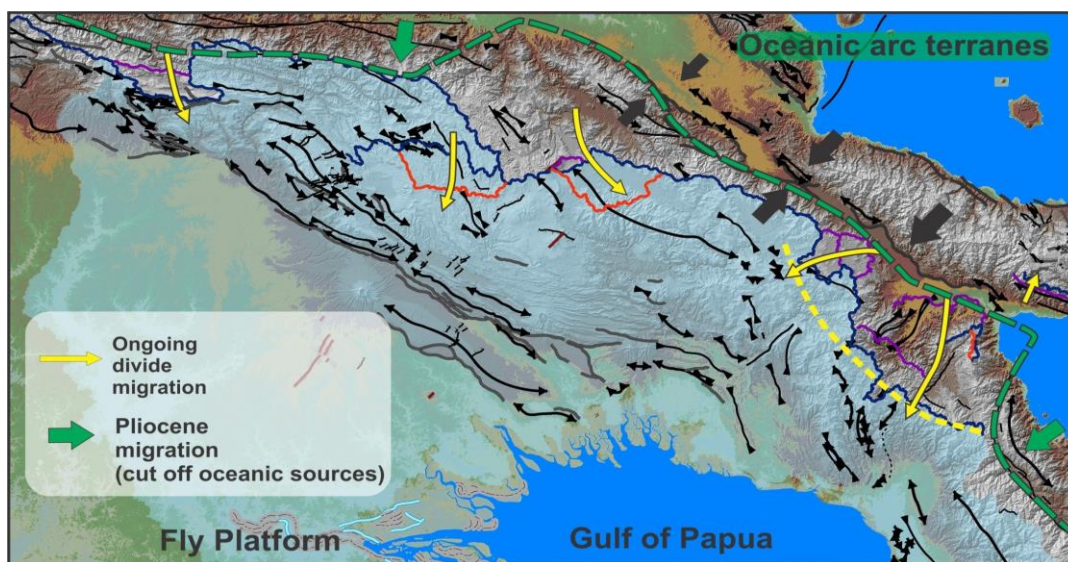 Oceanic arc terranes
Ongoing
divide
migration
Pliocene
migration
(cut off oceanic sources)
Fly Platform
Gulf of Papua